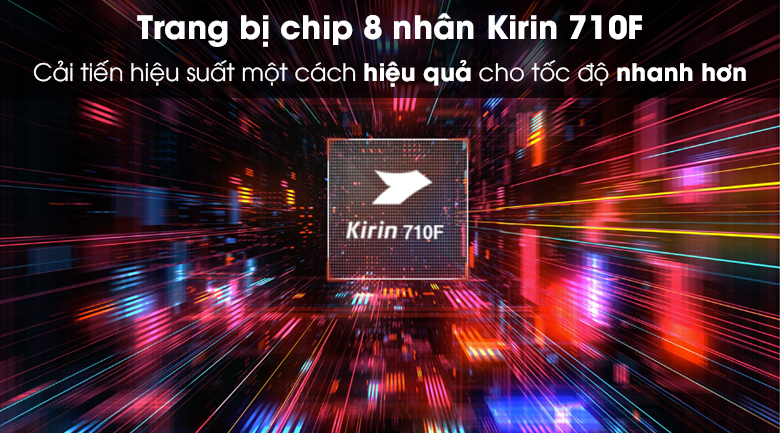 Trang bị chip 8 nhân Kirin 710F
Cải tiến hiệu suất một cách hiệu quả cho tốc độ nhanh hơn
Kirin 710F